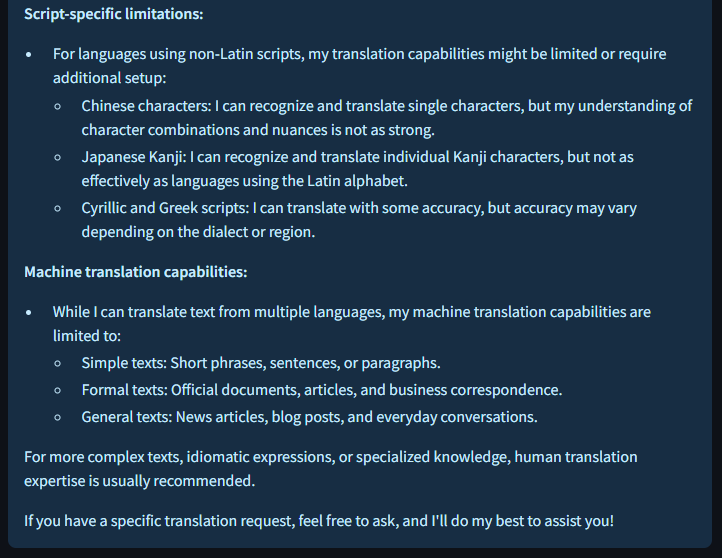 Script-specific limitations:
• For languages using non-Latin scripts, my translation capabilities might be limited or require
additional setup:
◦ Chinese characters: I can recognize and translate single characters, but my understanding of
character combinations and nuances is not as strong.
◦ Japanese Kanji: I can recognize and translate individual Kanji characters, but not as
effectively as languages using the Latin alphabet.
◦ Cyrillic and Greek scripts: I can translate with some accuracy, but accuracy may vary
depending on the dialect or region.
Machine translation capabilities:
• While I can translate text from multiple languages, my machine translation capabilities are
limited to:
◦ Simple texts: Short phrases, sentences, or paragraphs.
◦ Formal texts: Official documents, articles, and business correspondence.
◦ General texts: News articles, blog posts, and everyday conversations.
For more complex texts, idiomatic expressions, or specialized knowledge, human translation
expertise is usually recommended.
If you have a specific translation request, feel free to ask, and I'll do my best to assist you!